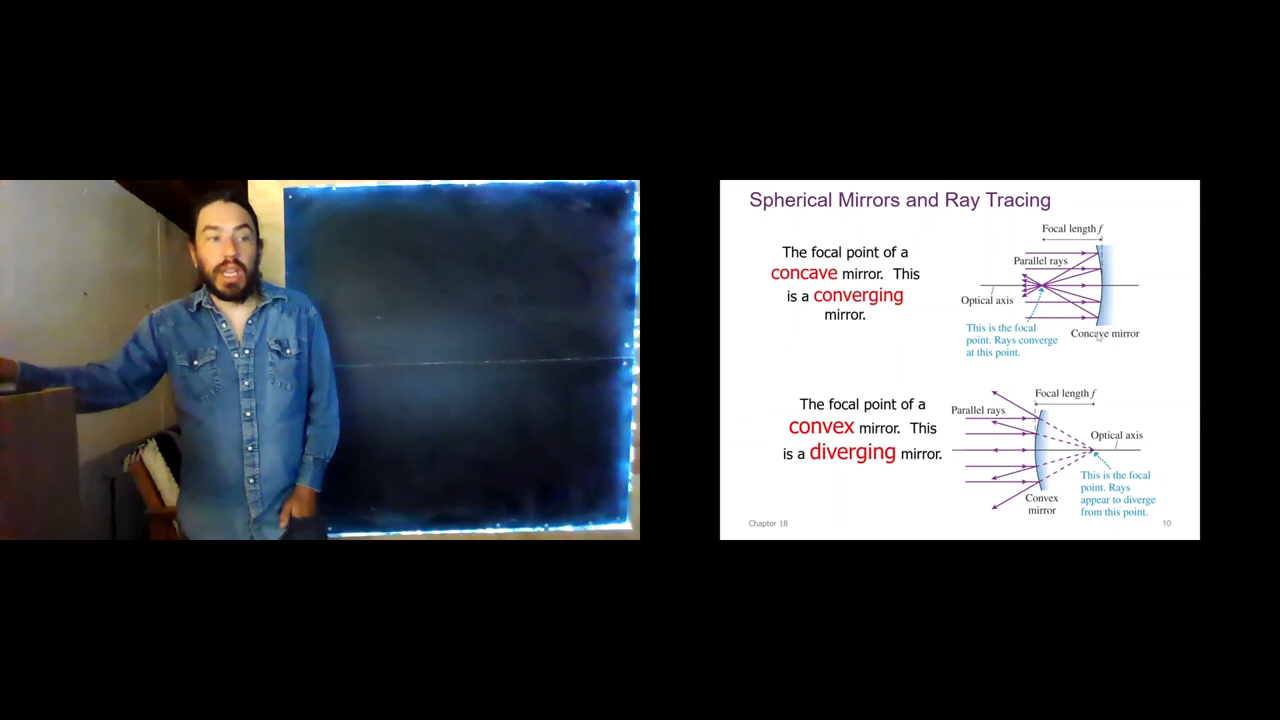 Spherical Mirrors and Ray Tracing
The focal point of a
concave mirror. This
is a converging
mirror.
Focal length f
Parallel rays
Optical axis
This is the focal
point. Rays converge
at this point.
Concave mirror
The focal point of a
convex mirror. This
is a diverging mirror.
Focal length f
Parallel rays
Optical axis
This is the focal
point. Rays
appear to diverge
from this point.
Convex
mirror
Chapter 18
10